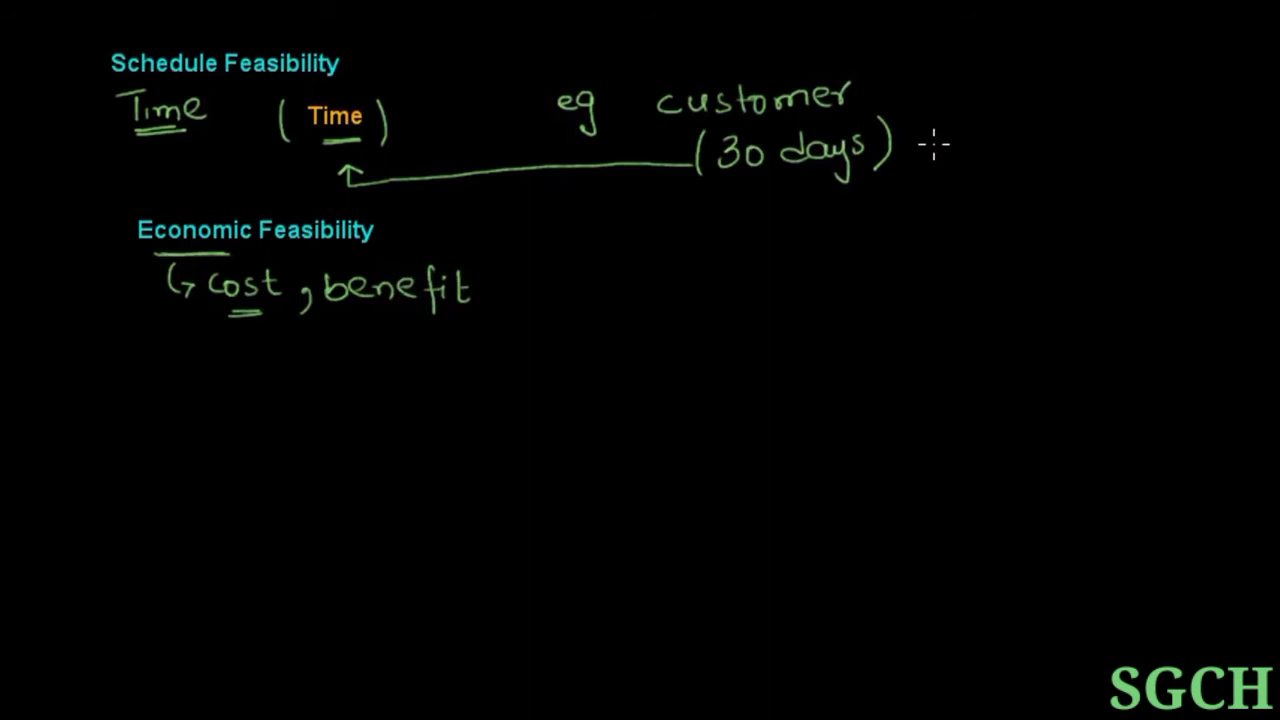 Schedule Feasibility
Time ( Time ) eg customer
(30 days)
Economic Feasibility
cost, benefit
SGCH